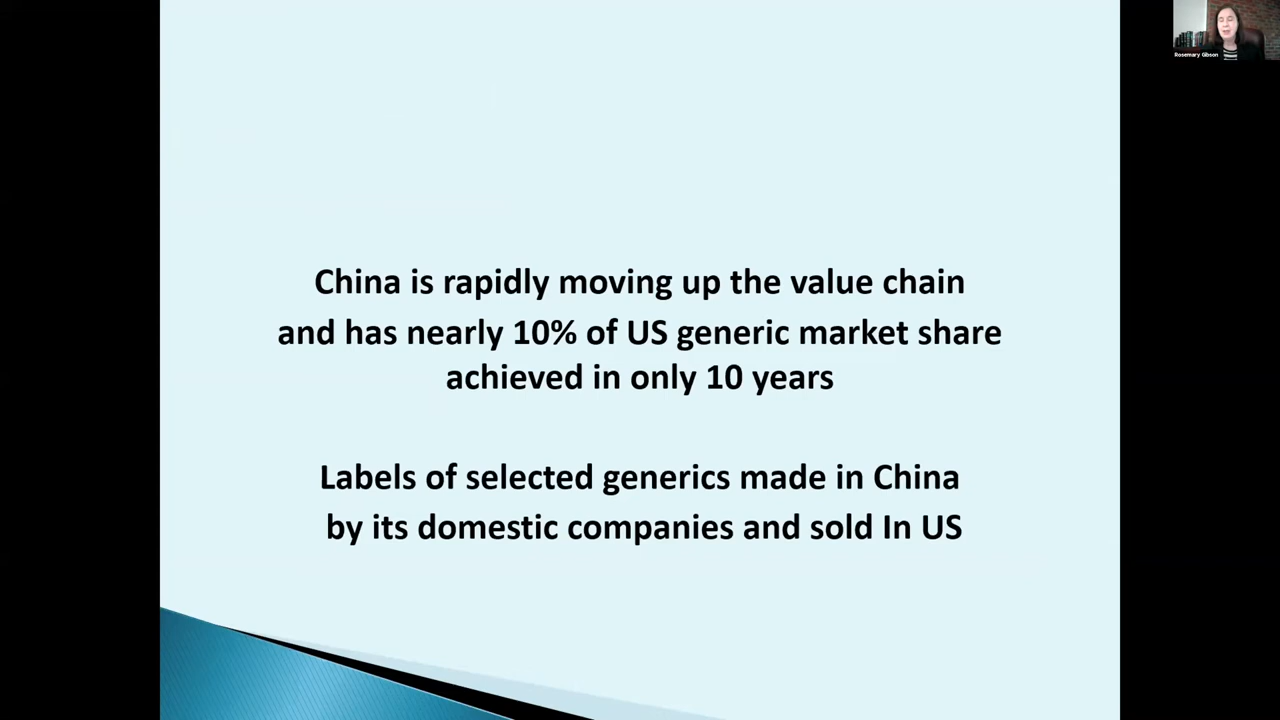 Rosemary Gibson
China is rapidly moving up the value chain
and has nearly 10% of US generic market share
achieved in only 10 years
Labels of selected generics made in China
by its domestic companies and sold In US